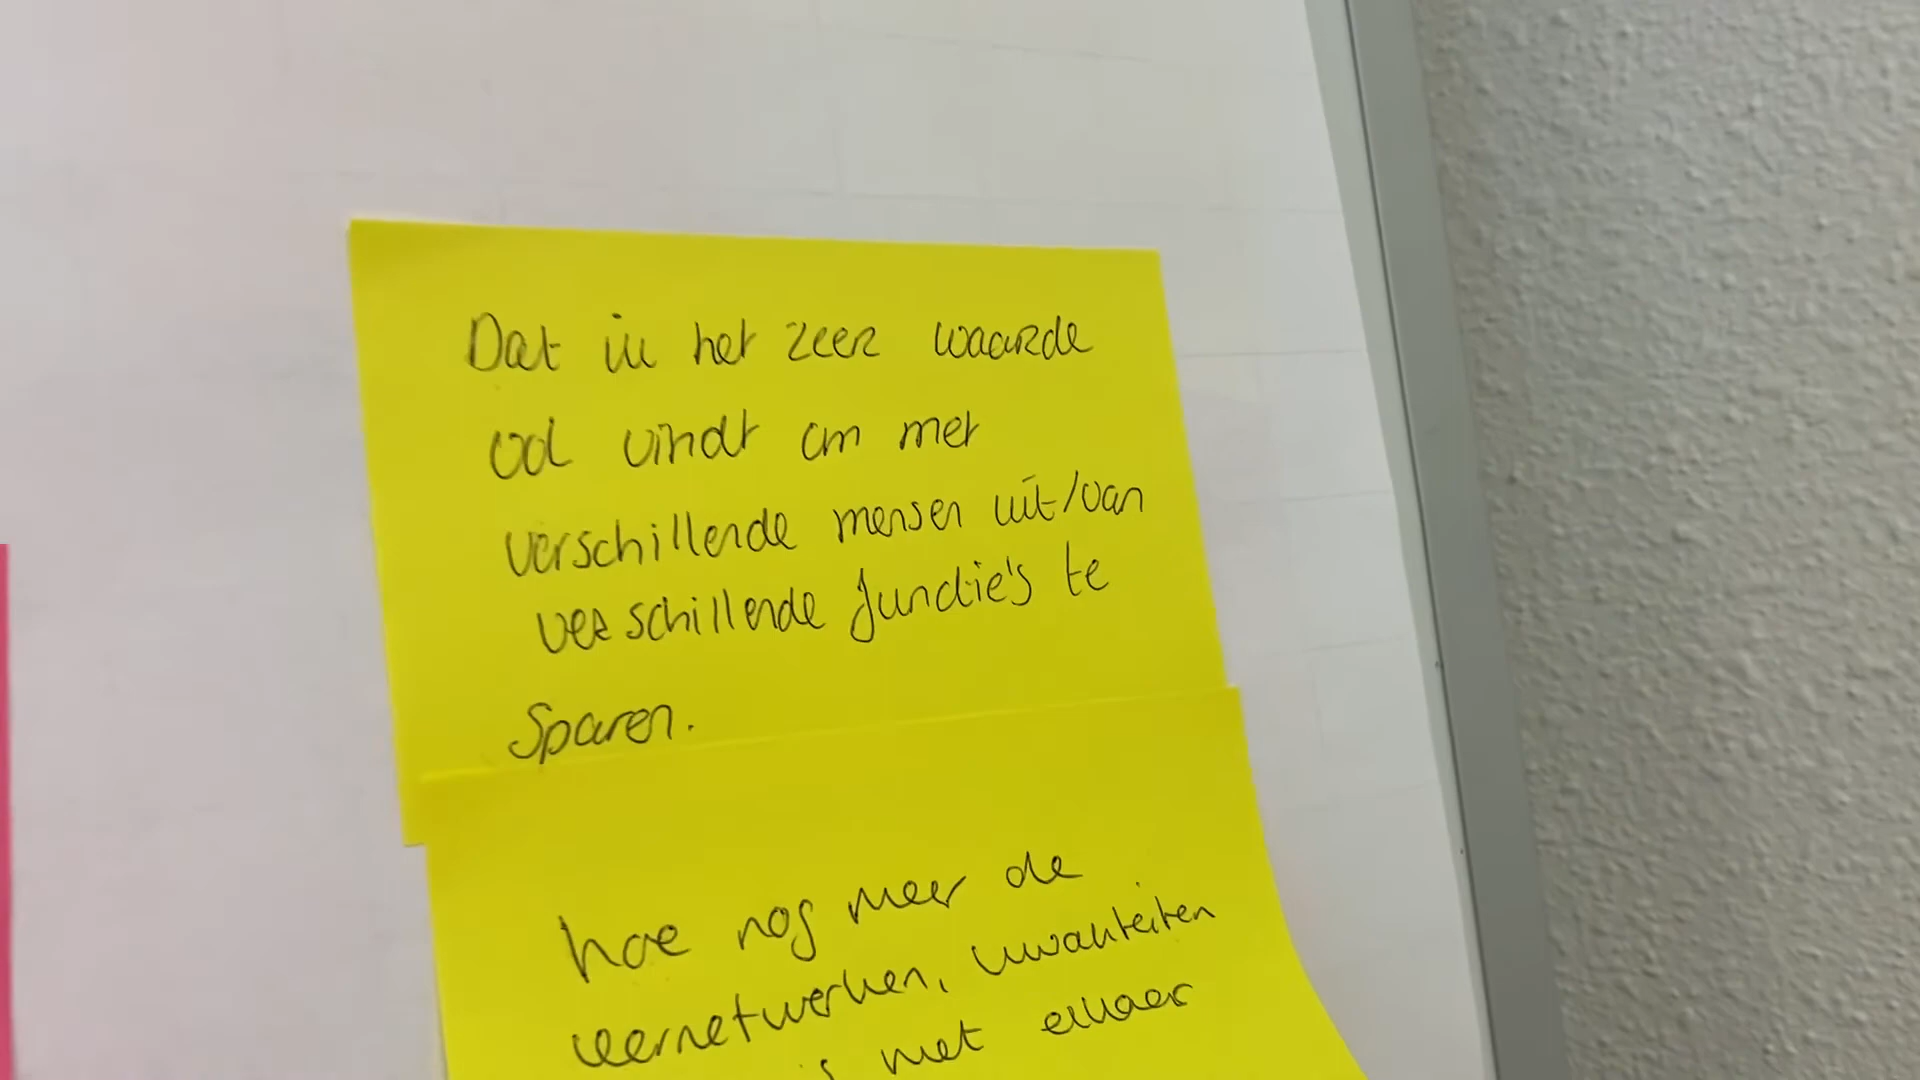 Dat ik het zeer waarde
vol vindt om met
verschillende mensen uit/van
verschillende functie's te
sparen.
hoe nog meer de
leernetwerken, kwaliteiten
met elkaar